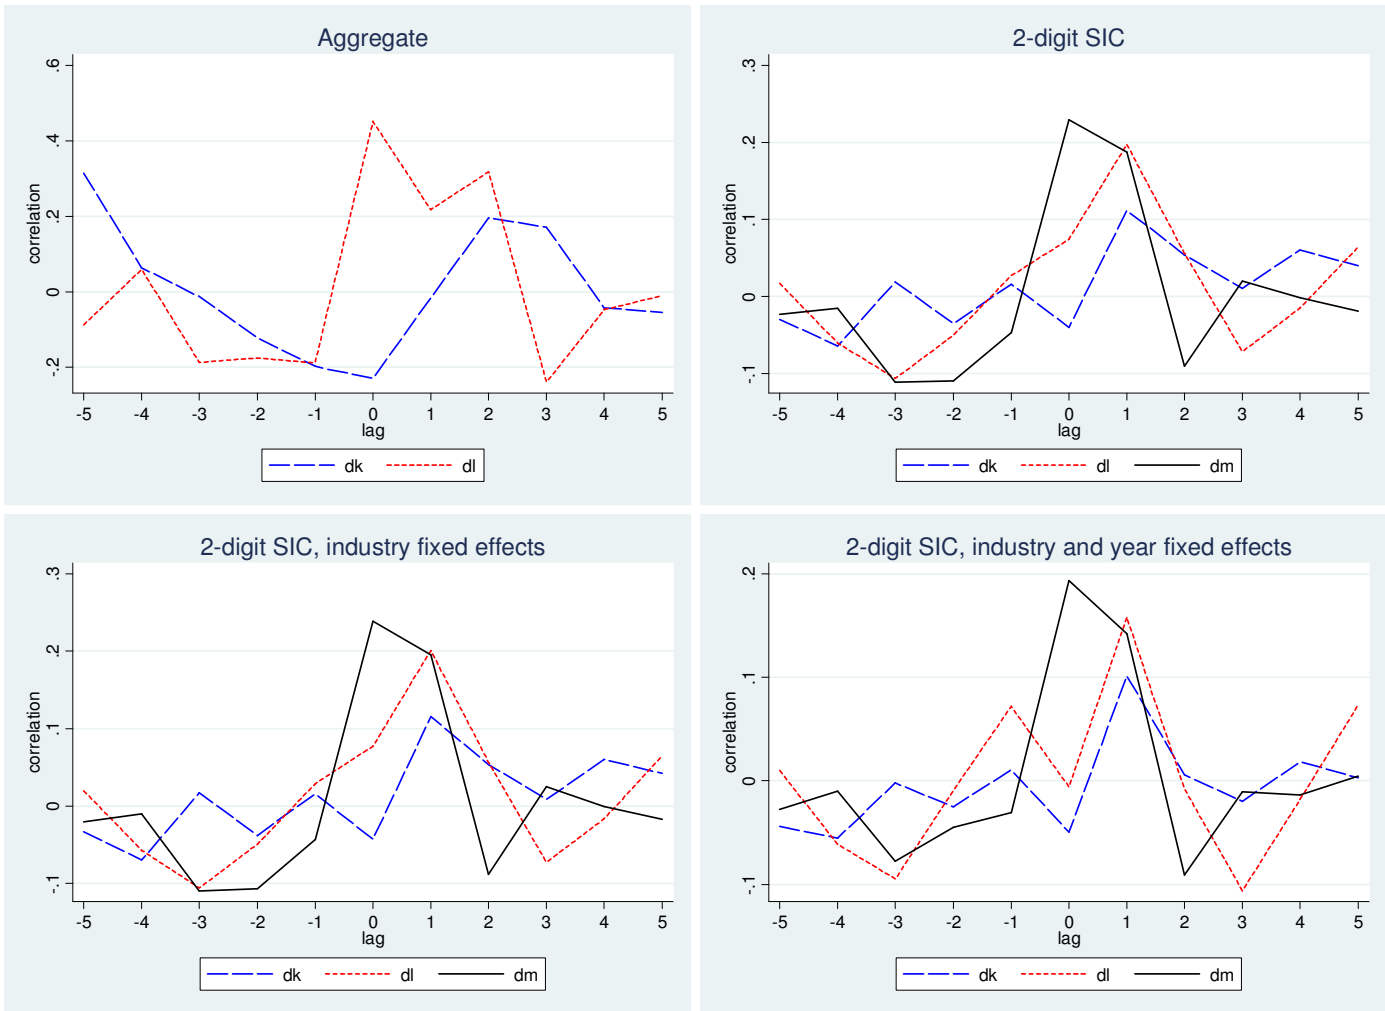 Aggregate
correlation
.6
.4
.2
0
-.2
-5 -4 -3 -2 -1 0 1 2 3 4 5
lag
dk dl
2-digit SIC
correlation
.3
.2
.1
0
-.1
-5 -4 -3 -2 -1 0 1 2 3 4 5
lag
dk dl dm
2-digit SIC, industry fixed effects
correlation
.3
.2
.1
0
-.1
-5 -4 -3 -2 -1 0 1 2 3 4 5
lag
dk dl dm
2-digit SIC, industry and year fixed effects
correlation
.2
.1
0
-.1
-5 -4 -3 -2 -1 0 1 2 3 4 5
lag
dk dl dm